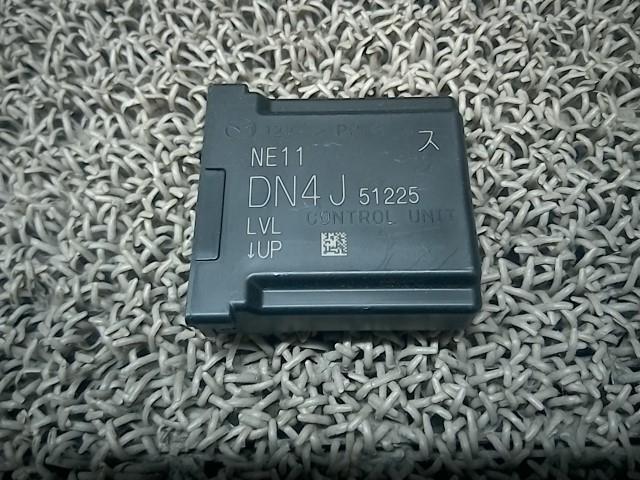 ス
NE11
DN4J 51225
CONTROL UNIT
LVL
↓UP